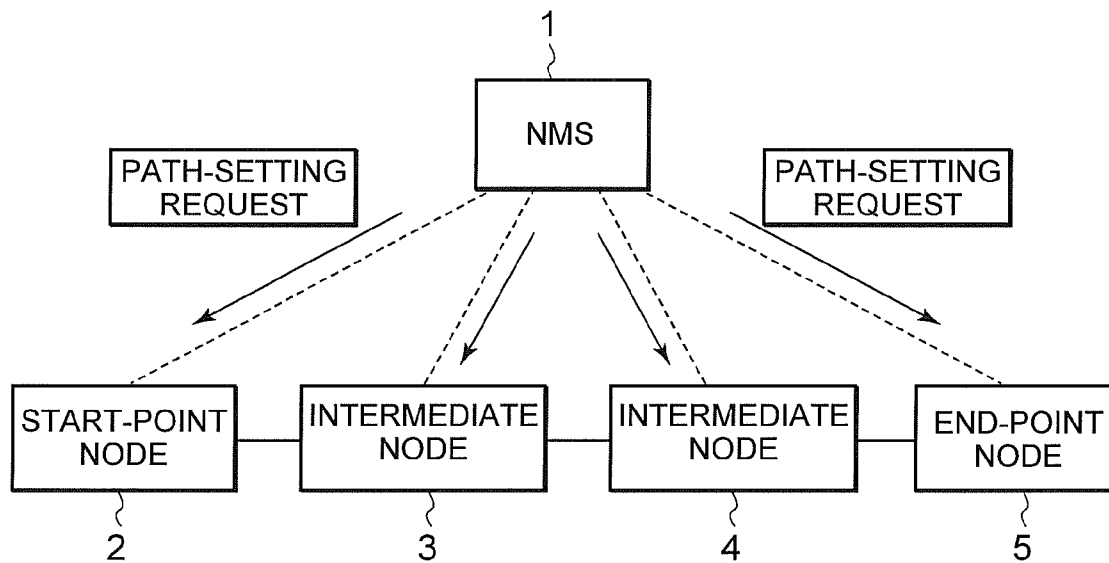 1
NMS
PATH-SETTING
REQUEST
PATH-SETTING
REQUEST
START-POINT
NODE
INTERMEDIATE
NODE
INTERMEDIATE
NODE
END-POINT
NODE
2
3
4
5